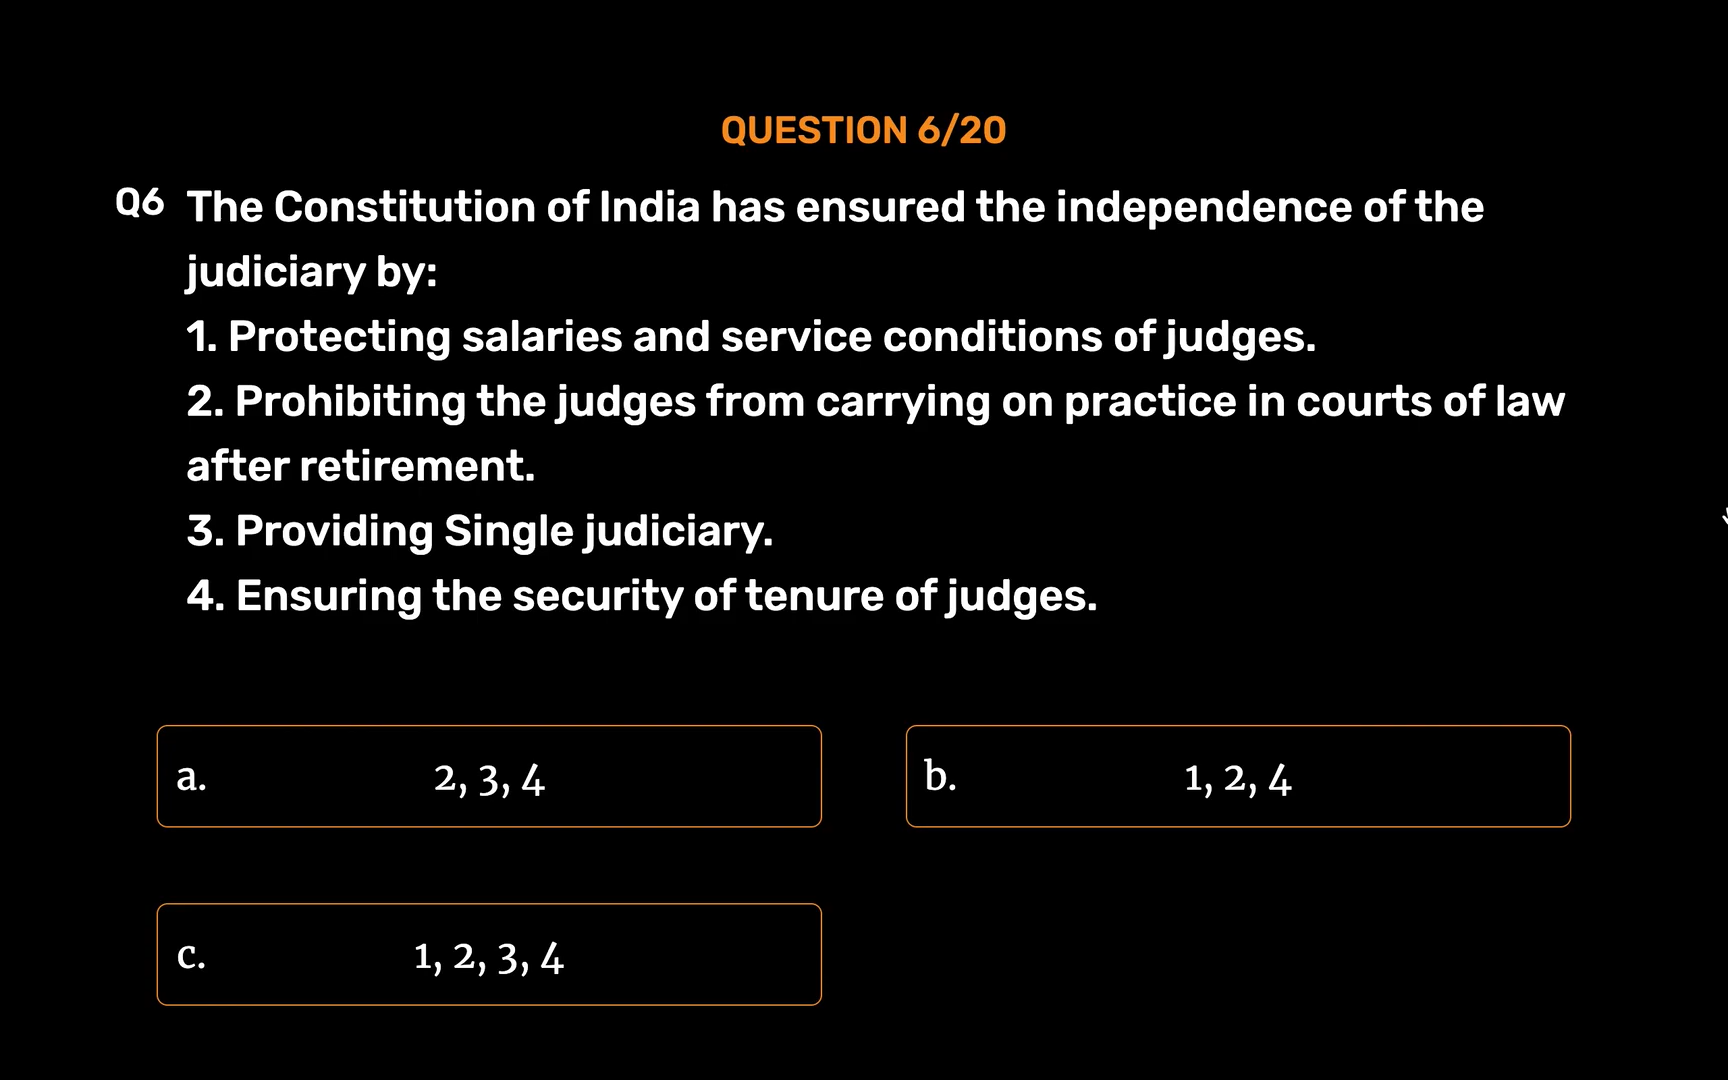 QUESTION 6/20
Q6 The Constitution of India has ensured the independence of the
judiciary by:
1. Protecting salaries and service conditions of judges.
2. Prohibiting the judges from carrying on practice in courts of law
after retirement.
3. Providing Single judiciary.
4. Ensuring the security of tenure of judges.
a. 2, 3, 4
b. 1, 2, 4
c. 1, 2, 3, 4